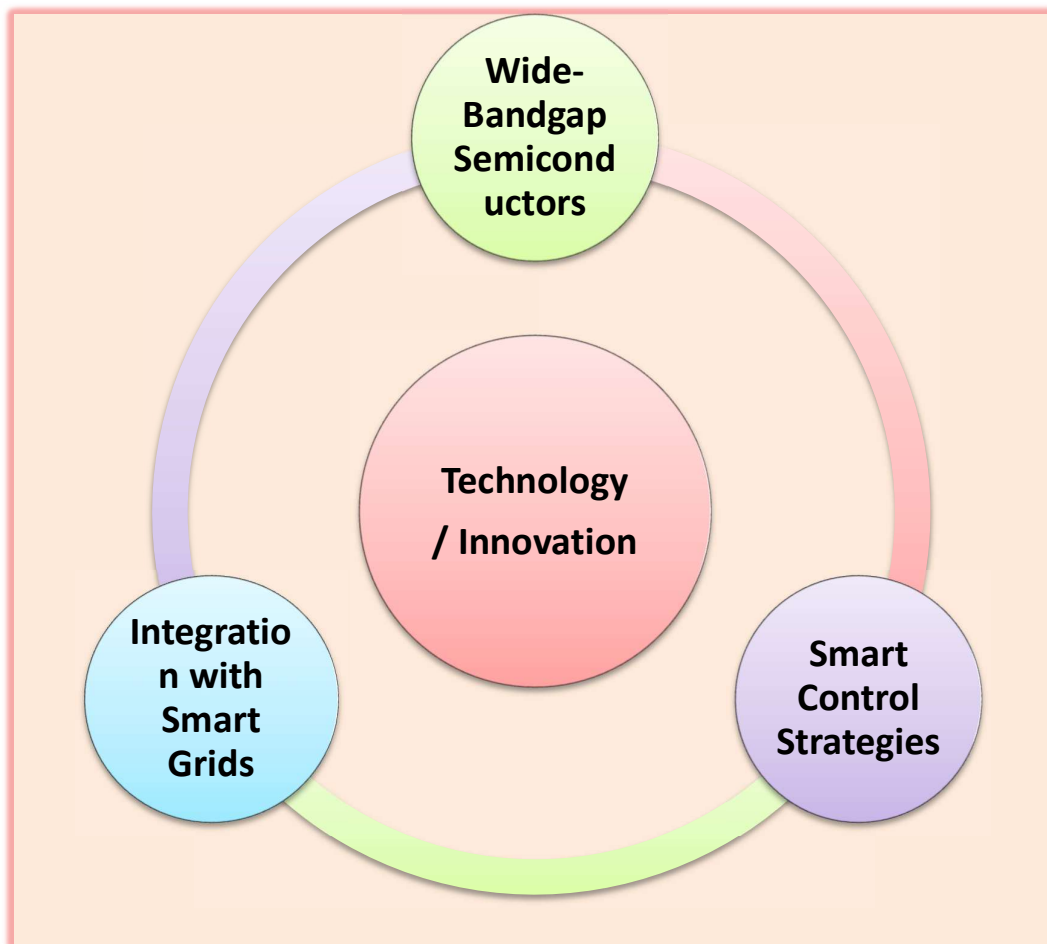 Wide-
Bandgap
Semicond
uctors
Technology
/ Innovation
Integratio
n with
Smart
Grids
Smart
Control
Strategies